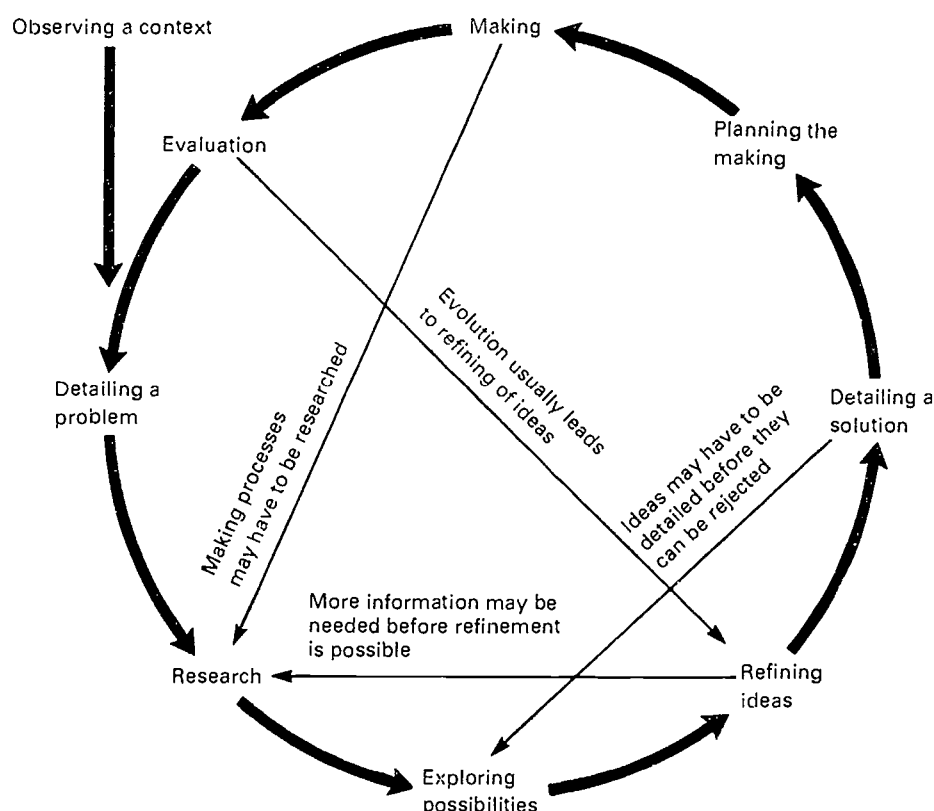 Observing a context
Making
Evaluation
Planning the
making
Evolution usually leads
to refining of ideas
Making processes
may have to be researched
Ideas may have to be
detailed before they
can be rejected
Detailing a
problem
Detailing a
solution
More information may be
needed before refinement
is possible
Research
Refining
ideas
Exploring
possibilities